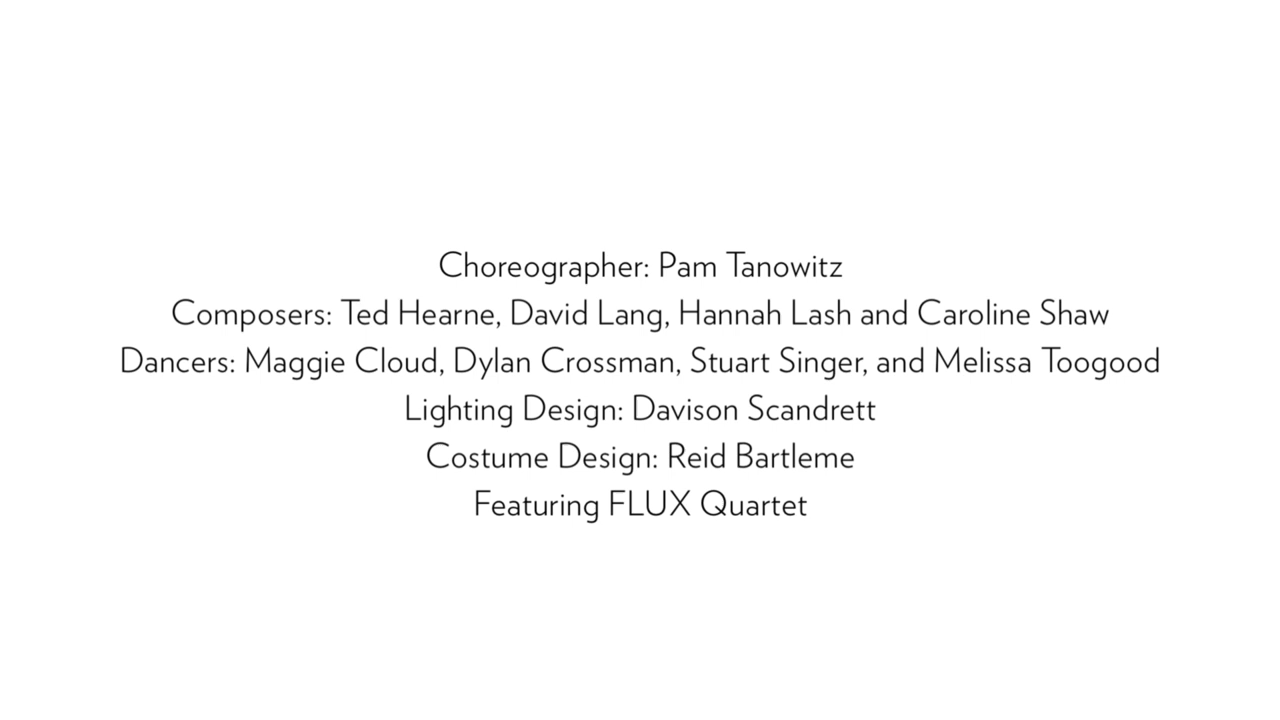 Choreographer: Pam Tanowitz
Composers: Ted Hearne, David Lang, Hannah Lash and Caroline Shaw
Dancers: Maggie Cloud, Dylan Crossman, Stuart Singer, and Melissa Toogood
Lighting Design: Davison Scandrett
Costume Design: Reid Bartleme
Featuring FLUX Quartet